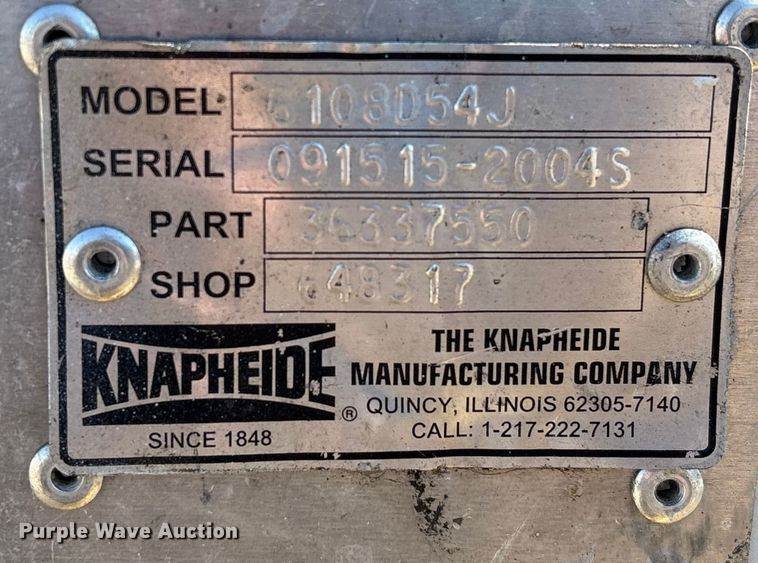 MODEL 6108D54J
SERIAL 091515-2004S
PART 36337550
SHOP 648317
KNAPHEIDE ®
SINCE 1848
THE KNAPHEIDE
MANUFACTURING COMPANY
QUINCY, ILLINOIS 62305-7140
CALL: 1-217-222-7131
Purple Wave Auction